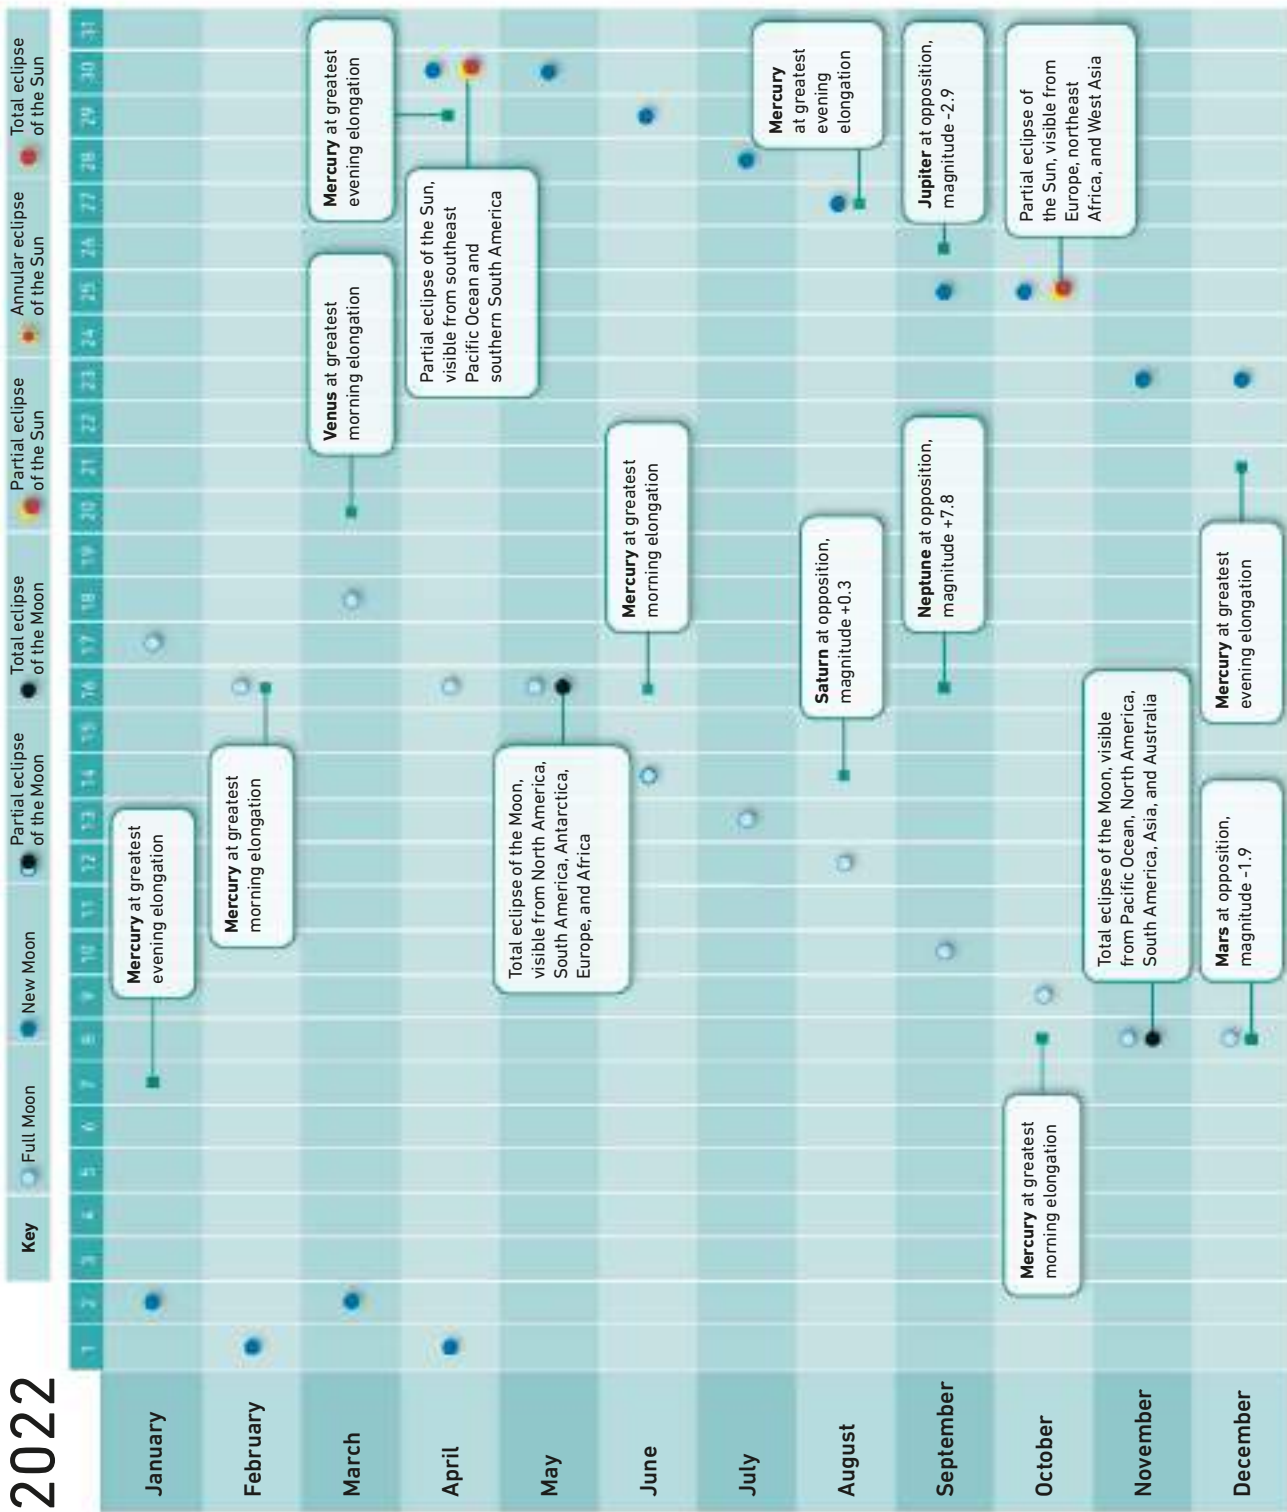 2022
Key
Full Moon
New Moon
Partial eclipse
of the Moon
Total eclipse
of the Moon
Partial eclipse
of the Sun
Annular eclipse
of the Sun
Total eclipse
of the Sun
1 2 3 4 5 6 7 8 9 10 11 12 13 14 15 16 17 18 19 20 21 22 23 24 25 26 27 28 29 30 31
January
Mercury at greatest
evening elongation
February
Mercury at greatest
morning elongation
March
Venus at greatest
morning elongation
Mercury at greatest
evening elongation
April
Partial eclipse of the Sun,
visible from southeast
Pacific Ocean and
southern South America
May
Total eclipse of the Moon,
visible from North America,
South America, Antarctica,
Europe, and Africa
June
Mercury at greatest
morning elongation
July
August
Saturn at opposition,
magnitude +0.3
Mercury
at greatest
evening
elongation
September
Neptune at opposition,
magnitude +7.8
Jupiter at opposition,
magnitude -2.9
October
Mercury at greatest
morning elongation
Partial eclipse of
the Sun, visible from
Europe, northeast
Africa, and West Asia
November
Total eclipse of the Moon, visible
from Pacific Ocean, North America,
South America, Asia, and Australia
December
Mars at opposition,
magnitude -1.9
Mercury at greatest
evening elongation